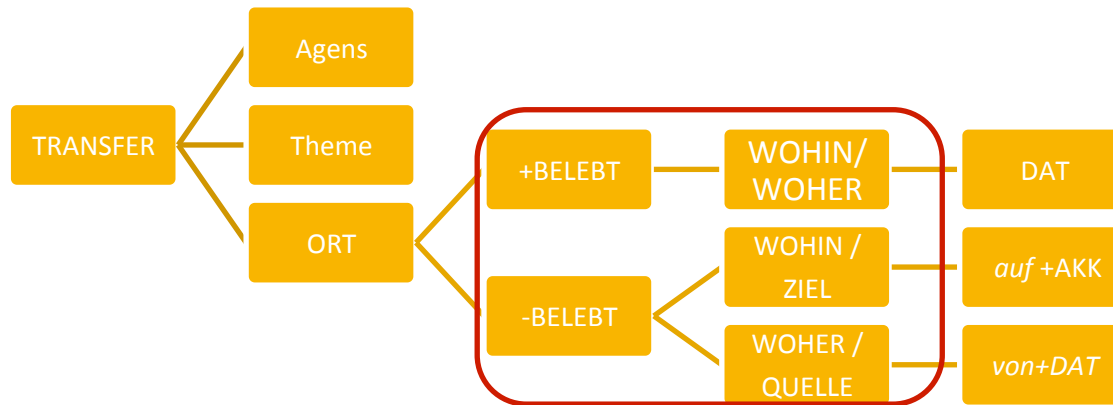 Agens
TRANSFER
Theme
ORT
+BELEBT
WOHIN/
WOHER
DAT
-BELEBT
WOHIN /
ZIEL
auf +AKK
WOHER /
QUELLE
von+DAT